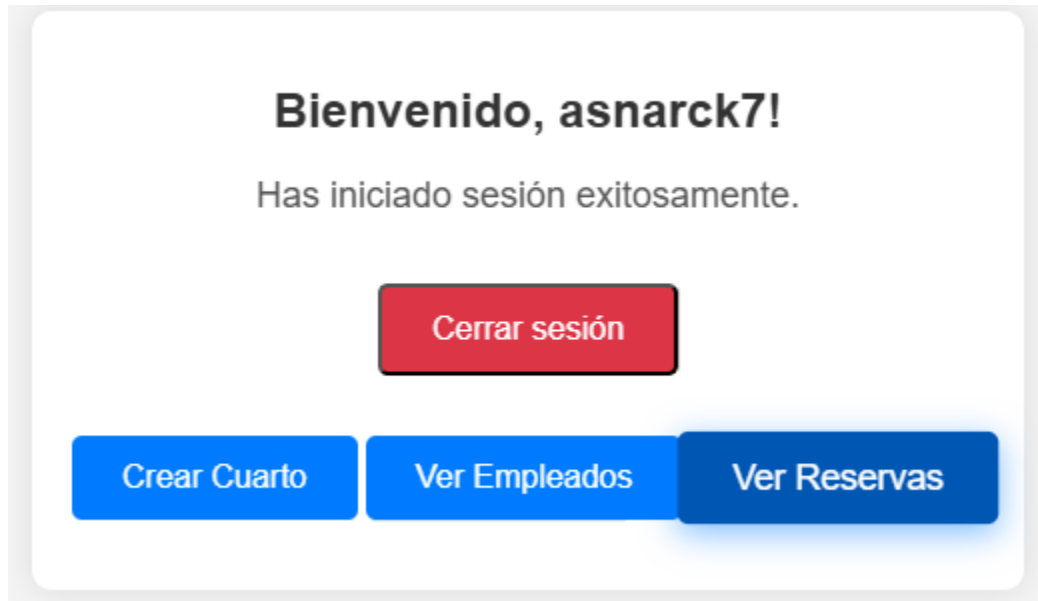 Bienvenido, asnarck7!
Has iniciado sesión exitosamente.
Cerrar sesión
Crear Cuarto Ver Empleados Ver Reservas